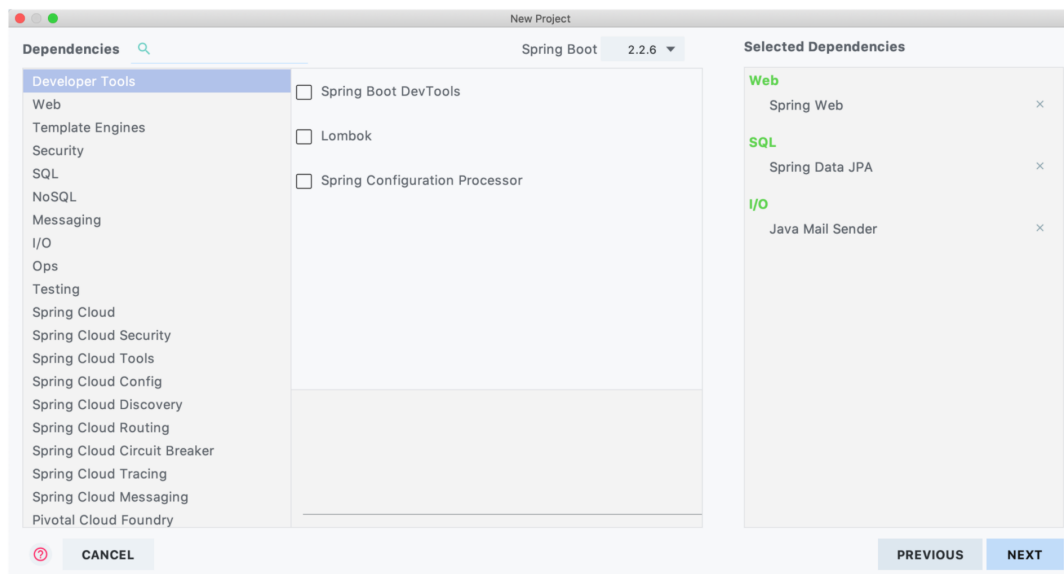 New Project
Dependencies
Spring Boot 2.2.6
Developer Tools
Web
Template Engines
Security
SQL
NoSQL
Messaging
I/O
Ops
Testing
Spring Cloud
Spring Cloud Security
Spring Cloud Tools
Spring Cloud Config
Spring Cloud Discovery
Spring Cloud Routing
Spring Cloud Circuit Breaker
Spring Cloud Tracing
Spring Cloud Messaging
Pivotal Cloud Foundry
Spring Boot DevTools
Lombok
Spring Configuration Processor
Selected Dependencies
Web
Spring Web
SQL
Spring Data JPA
I/O
Java Mail Sender
CANCEL
PREVIOUS
NEXT